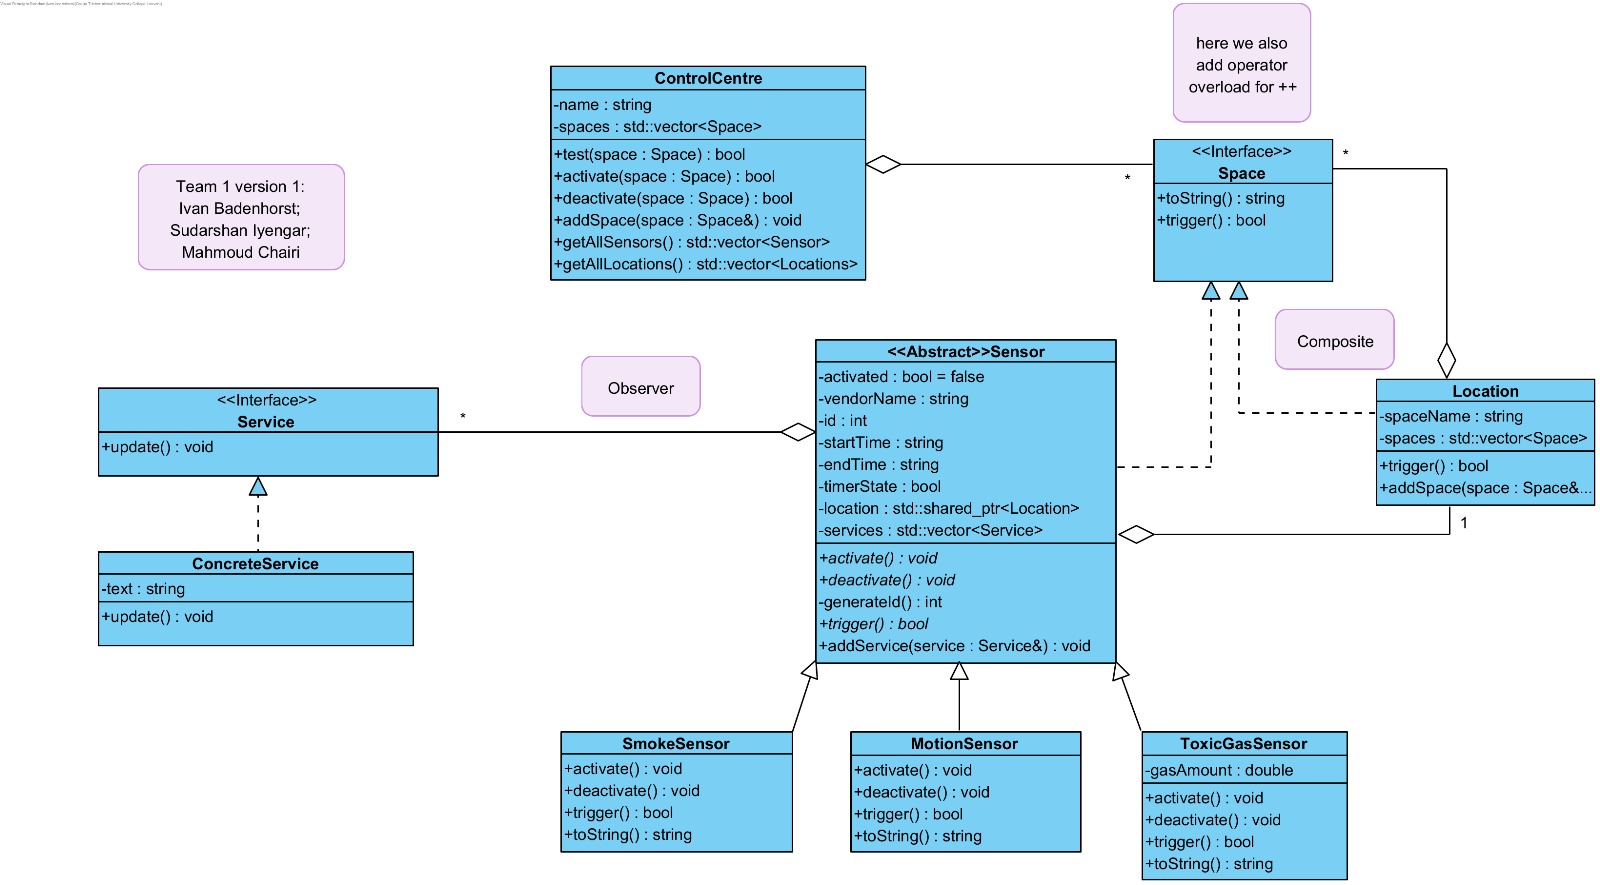 here we also
add operator
overload for ++
ControlCentre
-name : string
-spaces : std::vector<Space>
+test(space : Space) : bool
+activate(space : Space) : bool
+deactivate(space : Space) : bool
+addSpace(space : Space&) : void
+getAllSensors() : std::vector<Sensor>
+getAllLocations() : std::vector<Locations>
*
<<Interface>>
Space
+toString() : string
+trigger() : bool
*
Team 1 version 1:
Ivan Badenhorst;
Sudarshan Iyengar;
Mahmoud Chairi
Composite
Observer
<<Interface>>
Service
+update() : void
*
<<Abstract>>Sensor
-activated : bool = false
-vendorName : string
-id : int
-startTime : string
-endTime : string
-timerState : bool
-location : std::shared_ptr<Location>
-services : std::vector<Service>
+activate() : void
+deactivate() : void
-generateId() : int
+trigger() : bool
+addService(service : Service&) : void
Location
-spaceName : string
-spaces : std::vector<Space>
+trigger() : bool
+addSpace(space : Space&...
1
ConcreteService
-text : string
+update() : void
SmokeSensor
+activate() : void
+deactivate() : void
+trigger() : bool
+toString() : string
MotionSensor
+activate() : void
+deactivate() : void
+trigger() : bool
+toString() : string
ToxicGasSensor
-gasAmount : double
+activate() : void
+deactivate() : void
+trigger() : bool
+toString() : string